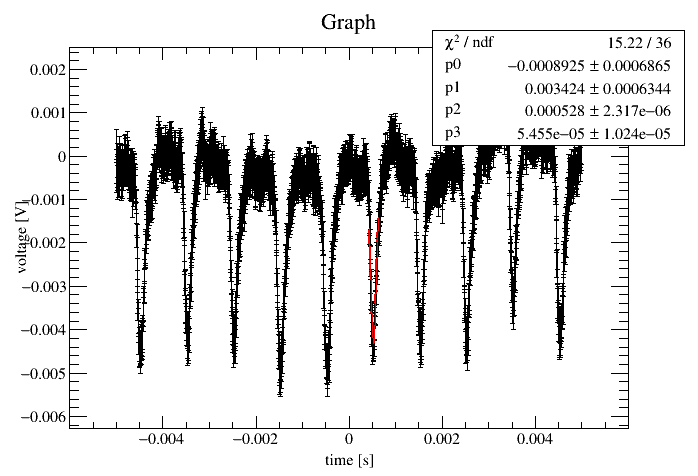 Graph
χ² / ndf 15.22 / 36
p0 −0.0008925 ± 0.0006865
p1 0.003424 ± 0.0006344
p2 0.000528 ± 2.317e−06
p3 5.455e−05 ± 1.024e−05
0.002
0.001
0
−0.001
−0.002
−0.003
−0.004
−0.005
−0.006
voltage [V]
−0.004 −0.002 0 0.002 0.004
time [s]